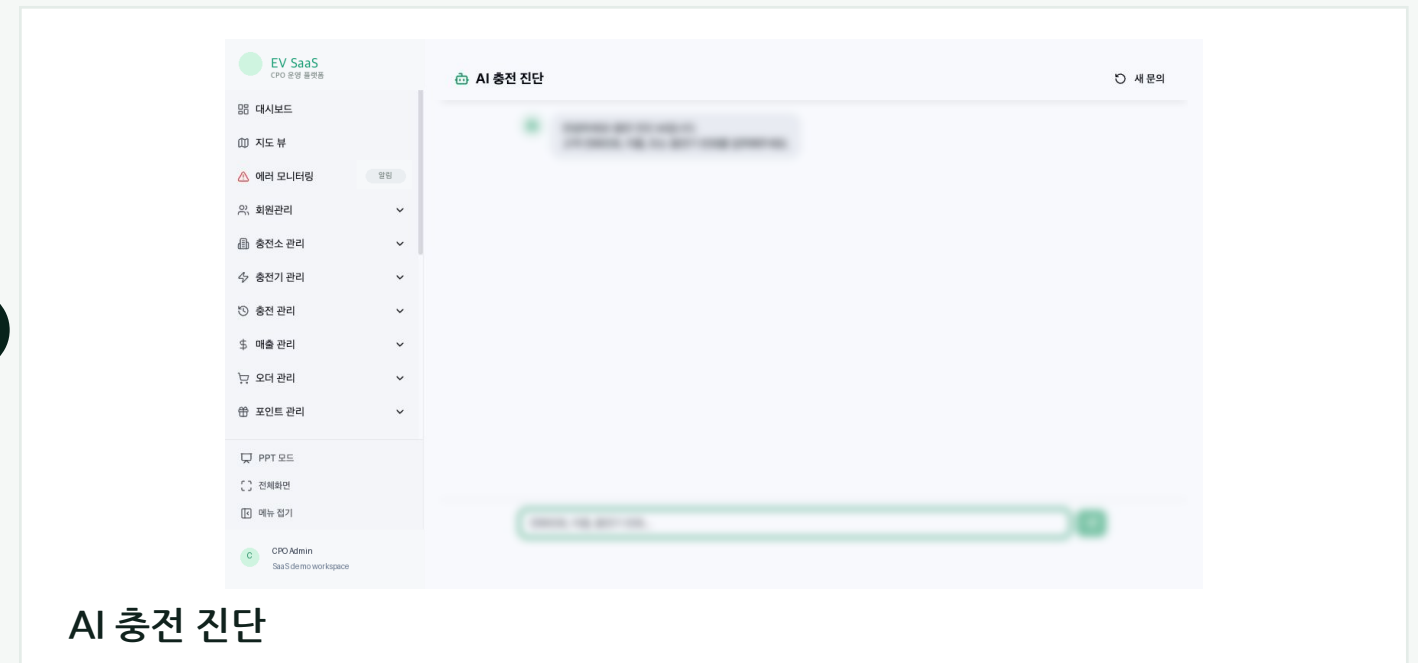 EV SaaS
CPO 운영 플랫폼
대시보드
지도 뷰
에러 모니터링
알림
회원관리
충전소 관리
충전기 관리
충전 관리
매출 관리
오더 관리
포인트 관리
PPT 모드
전체화면
메뉴 접기
C
CPO Admin
SaaS demo workspace
AI 충전 진단
새 문의
AI 충전 진단